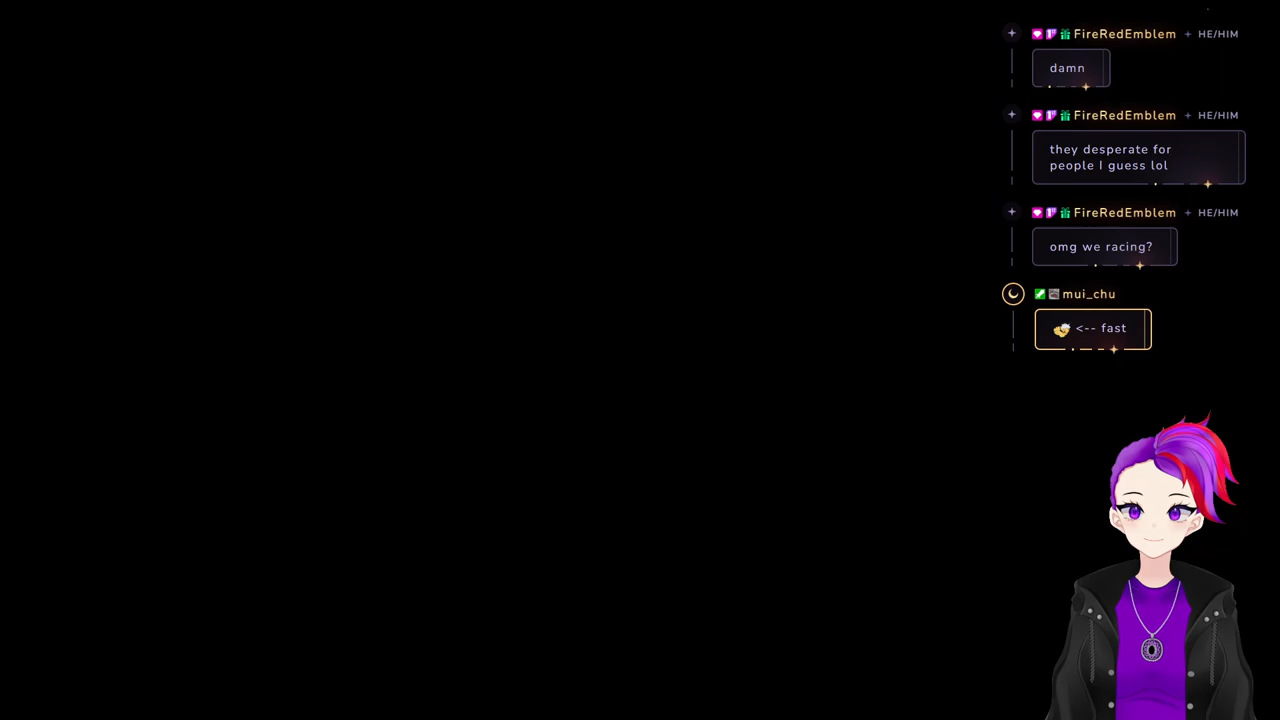 FireRedEmblem HE/HIM
damn
FireRedEmblem HE/HIM
they desperate for
people I guess lol
FireRedEmblem HE/HIM
omg we racing?
mui_chu
<-- fast